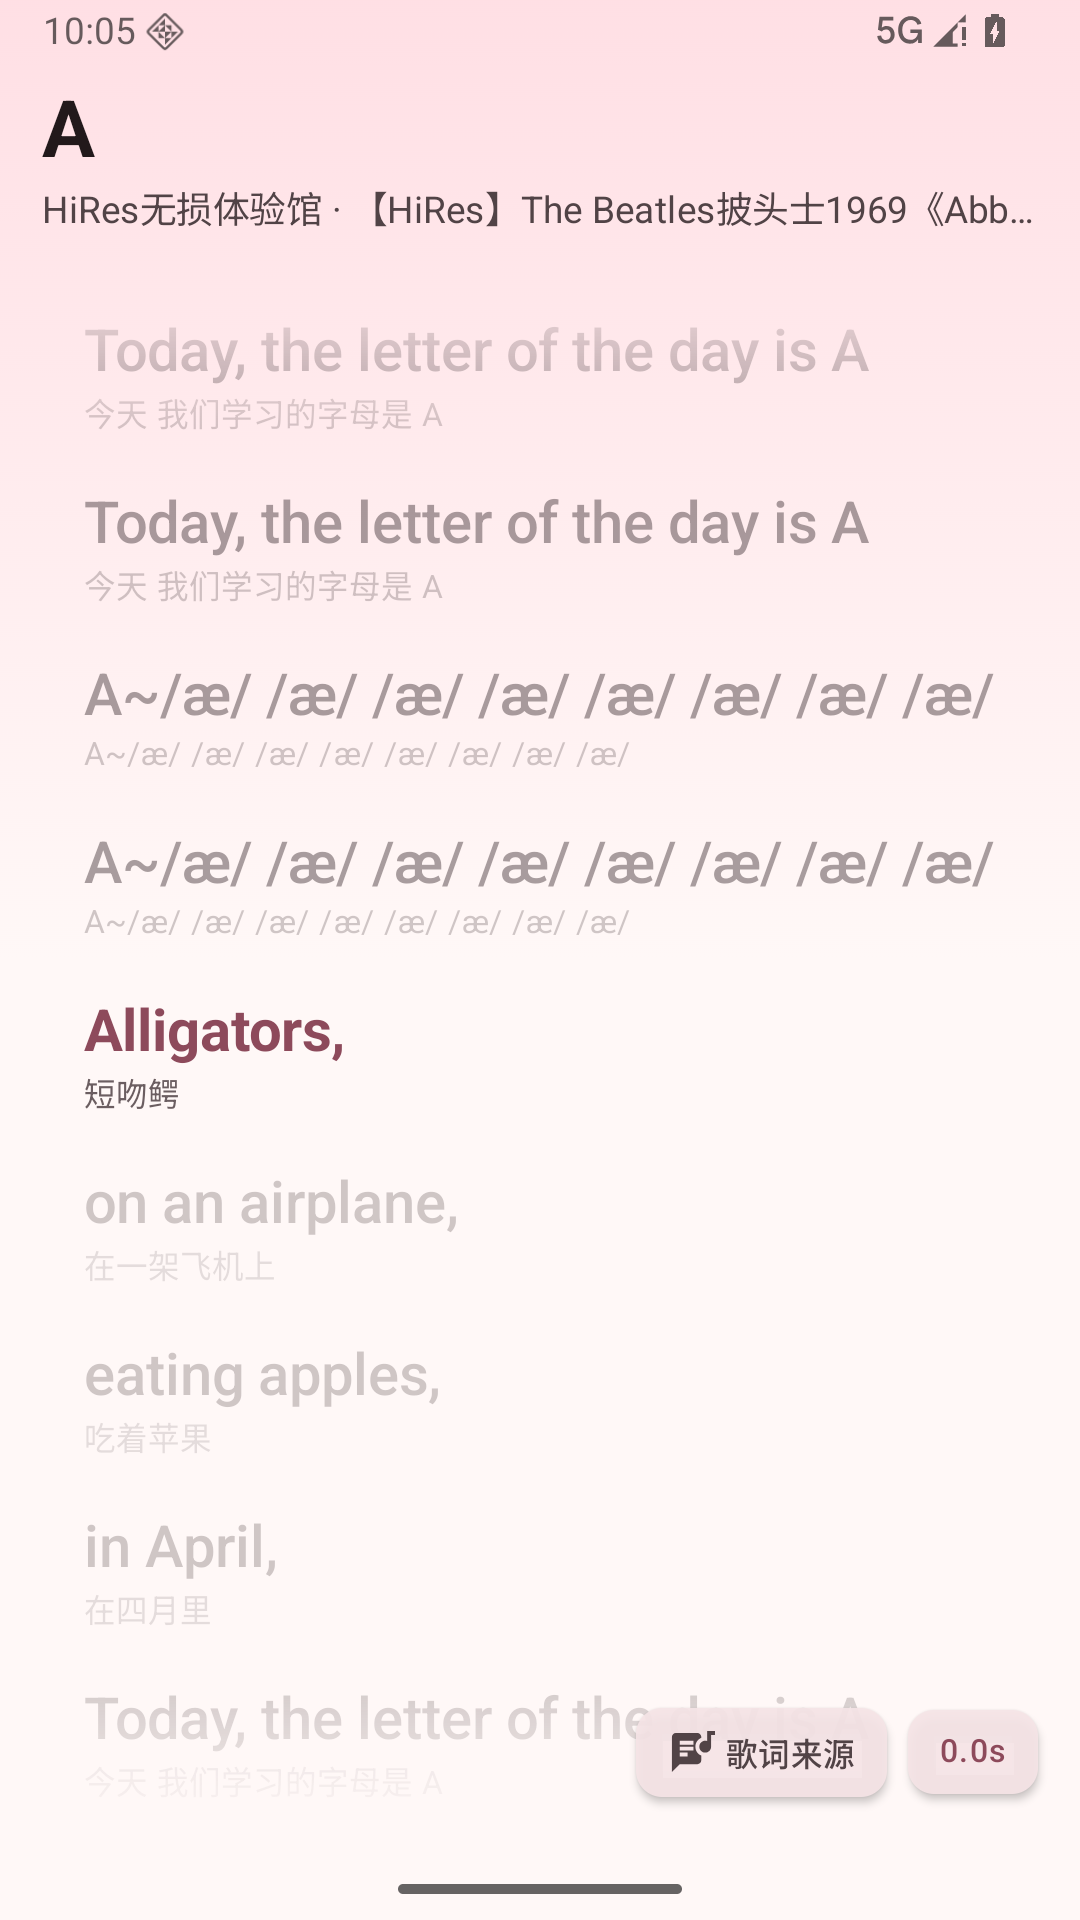 10:05
5G
A
HiRes无损体验馆 · 【HiRes】The Beatles披头士1969《Abb...
Today, the letter of the day is A
今天 我们学习的字母是 A
Today, the letter of the day is A
今天 我们学习的字母是 A
A~/æ/ /æ/ /æ/ /æ/ /æ/ /æ/ /æ/ /æ/
A~/æ/ /æ/ /æ/ /æ/ /æ/ /æ/ /æ/ /æ/
A~/æ/ /æ/ /æ/ /æ/ /æ/ /æ/ /æ/ /æ/
A~/æ/ /æ/ /æ/ /æ/ /æ/ /æ/ /æ/ /æ/
Alligators,
短吻鳄
on an airplane,
在一架飞机上
eating apples,
吃着苹果
in April,
在四月里
Today, the letter of the day is A
今天 我们学习的字母是 A
歌词来源
0.0s